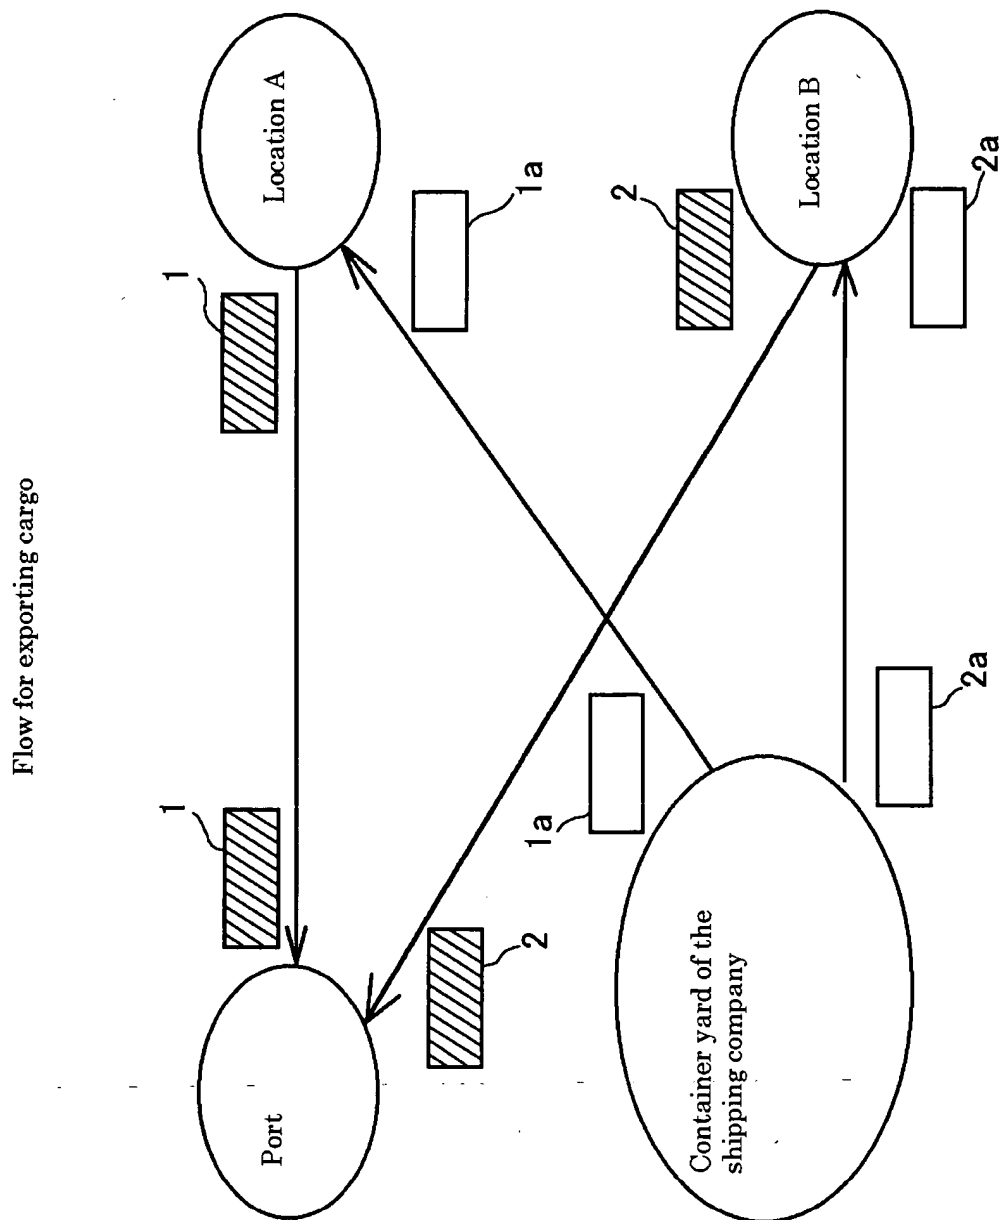 Flow for exporting cargo
Port
1
1
Location A
2
1a
1a
2
Container yard of the
shipping company
2a
Location B
2a